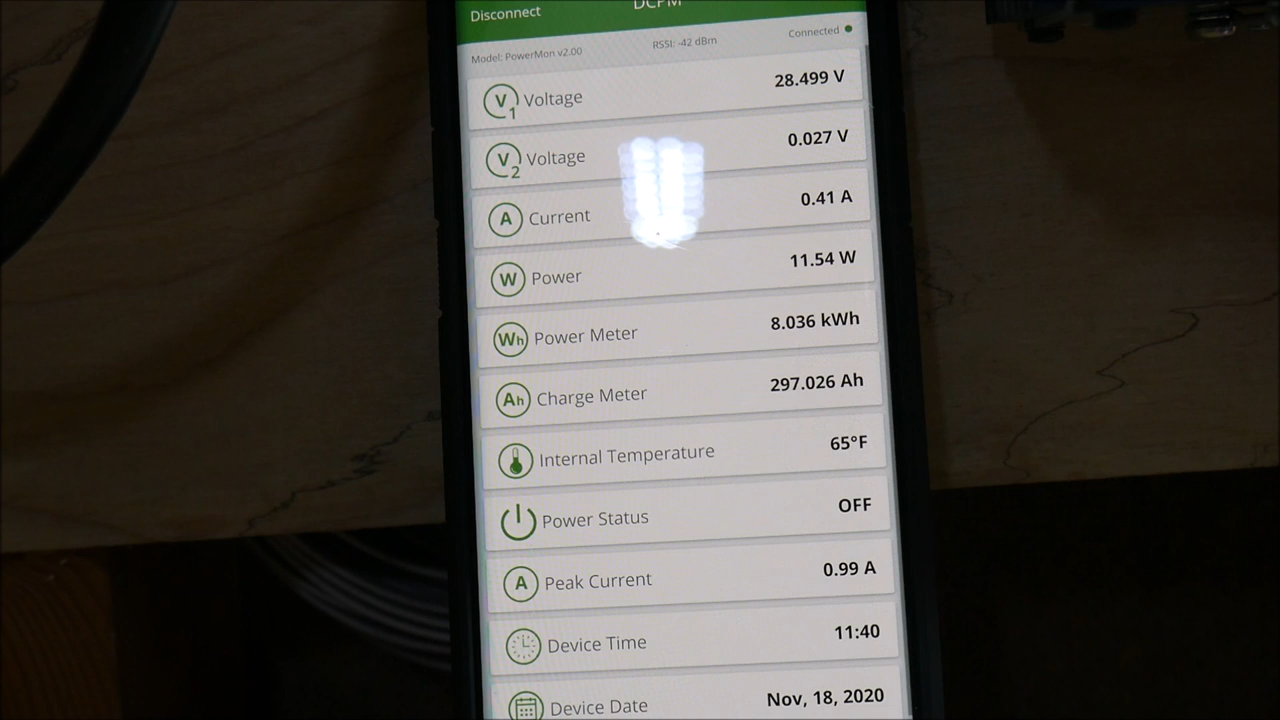 Disconnect DCPM
Model: PowerMon v2.00 RSSI: -42 dBm Connected
V1 Voltage 28.499 V
V2 Voltage 0.027 V
A Current 0.41 A
W Power 11.54 W
Wh Power Meter 8.036 kWh
Ah Charge Meter 297.026 Ah
Internal Temperature 65°F
Power Status OFF
A Peak Current 0.99 A
Device Time 11:40
Device Date Nov, 18, 2020